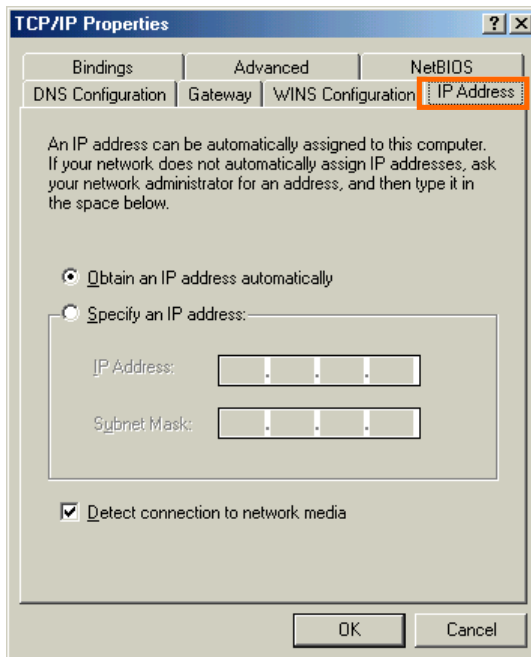 TCP/IP Properties
Bindings Advanced NetBIOS
DNS Configuration Gateway WINS Configuration IP Address
An IP address can be automatically assigned to this computer.
If your network does not automatically assign IP addresses, ask
your network administrator for an address, and then type it in
the space below.
Obtain an IP address automatically
Specify an IP address:
IP Address:
Subnet Mask:
Detect connection to network media
OK Cancel